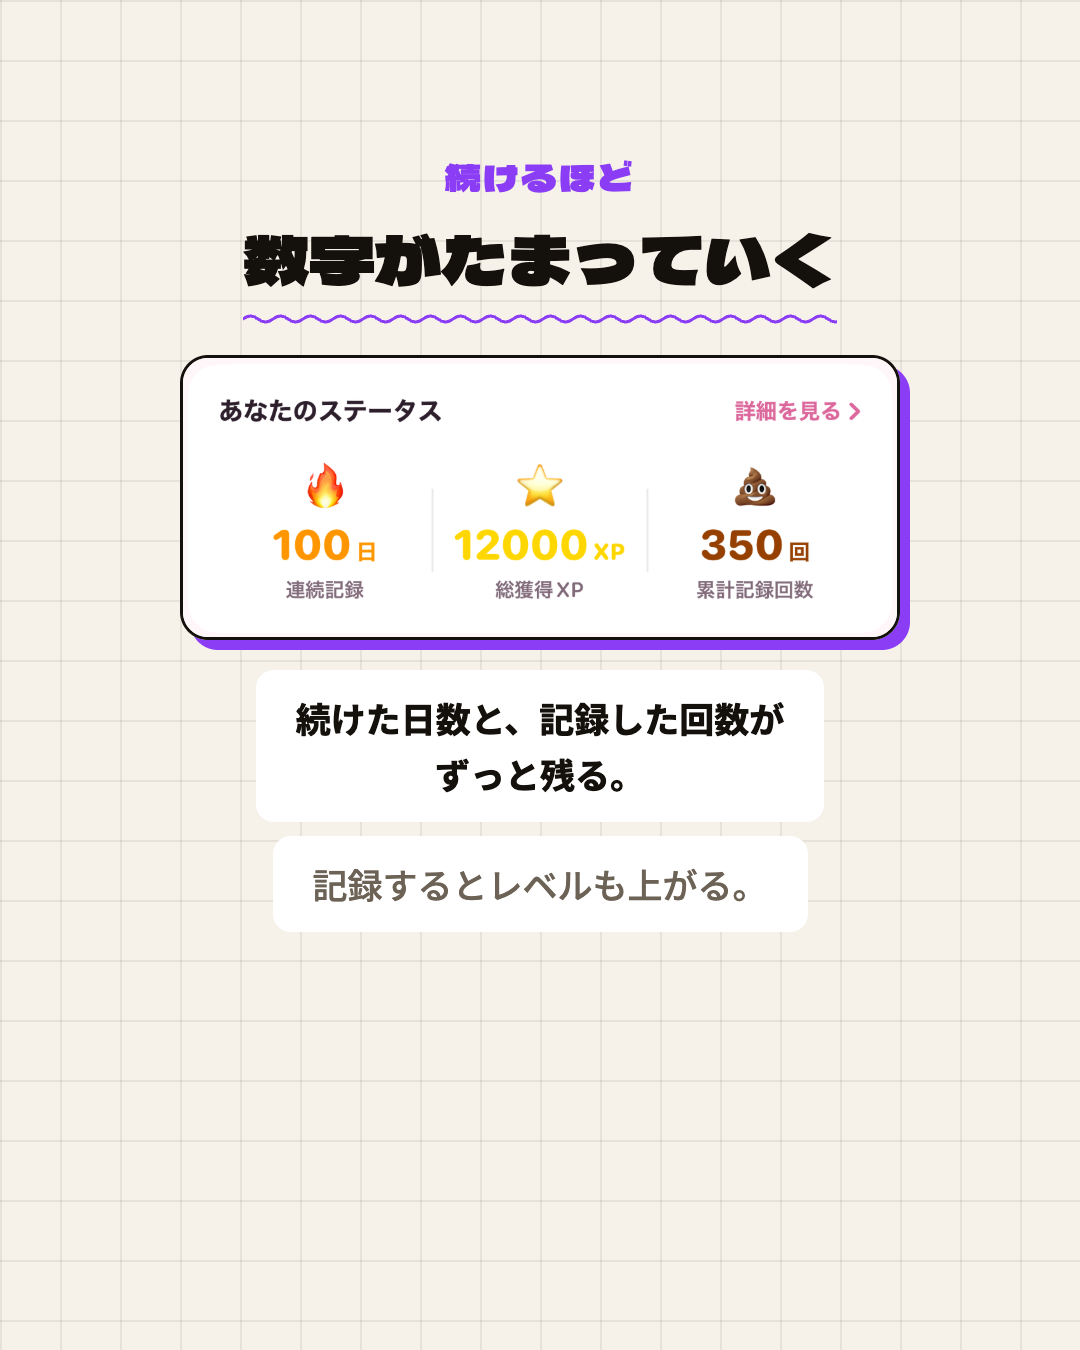 続けるほど
数字がたまっていく
あなたのステータス
詳細を見る
100日
12000 XP
350回
連続記録
総獲得XP
累計記録回数
続けた日数と、記録した回数が
ずっと残る。
記録するとレベルも上がる。